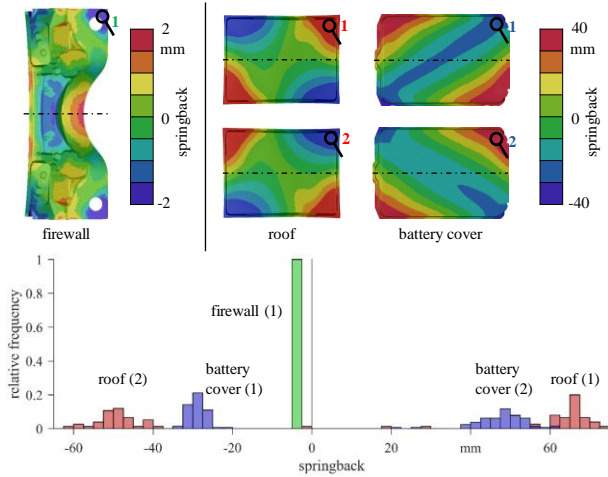 1
2
mm
0
-2
springback
firewall
1
1
2
2
roof
battery cover
40
mm
0
-40
springback
1
0.8
0.6
0.4
0.2
0
relative frequency
firewall (1)
roof (2)
battery
cover (1)
battery
cover (2)
roof (1)
-60
-40
-20
0
20
mm
60
springback